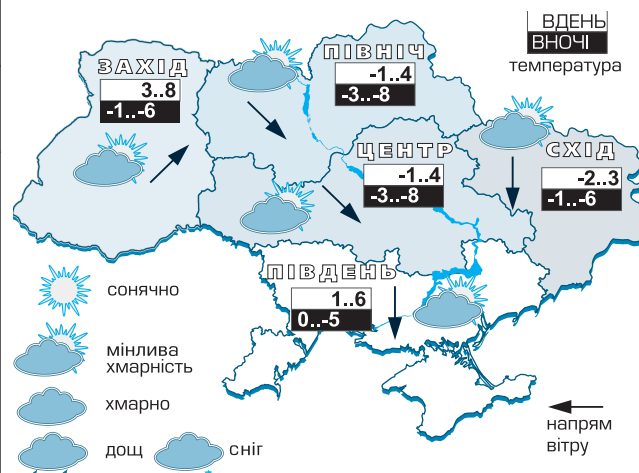 ВДЕНЬ
ВНОЧІ
температура
ЗАХІД
3..8
-1..-6
ПІВНІЧ
-1..4
-3..-8
ЦЕНТР
-1..4
-3..-8
СХІД
-2..3
-1..-6
ПІВДЕНЬ
1..6
0..-5
сонячно
мінлива
хмарність
хмарно
дощ
сніг
напрям
вітру